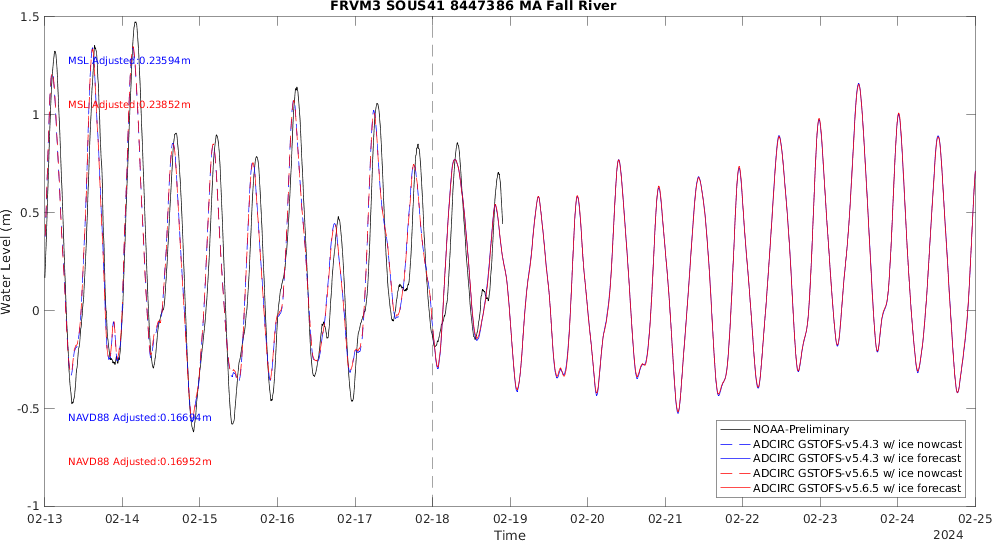 FRVM3 SOUS41 8447386 MA Fall River
1.5
1
0.5
0
-0.5
-1
Water Level (m)
MSL Adjusted:0.23594m
MSL Adjusted:0.23852m
NAVD88 Adjusted:0.16694m
NAVD88 Adjusted:0.16952m
NOAA-Preliminary
ADCIRC GSTOFS-v5.4.3 w/ ice nowcast
ADCIRC GSTOFS-v5.4.3 w/ ice forecast
ADCIRC GSTOFS-v5.6.5 w/ ice nowcast
ADCIRC GSTOFS-v5.6.5 w/ ice forecast
02-13 02-14 02-15 02-16 02-17 02-18 02-19 02-20 02-21 02-22 02-23 02-24 02-25
Time
2024